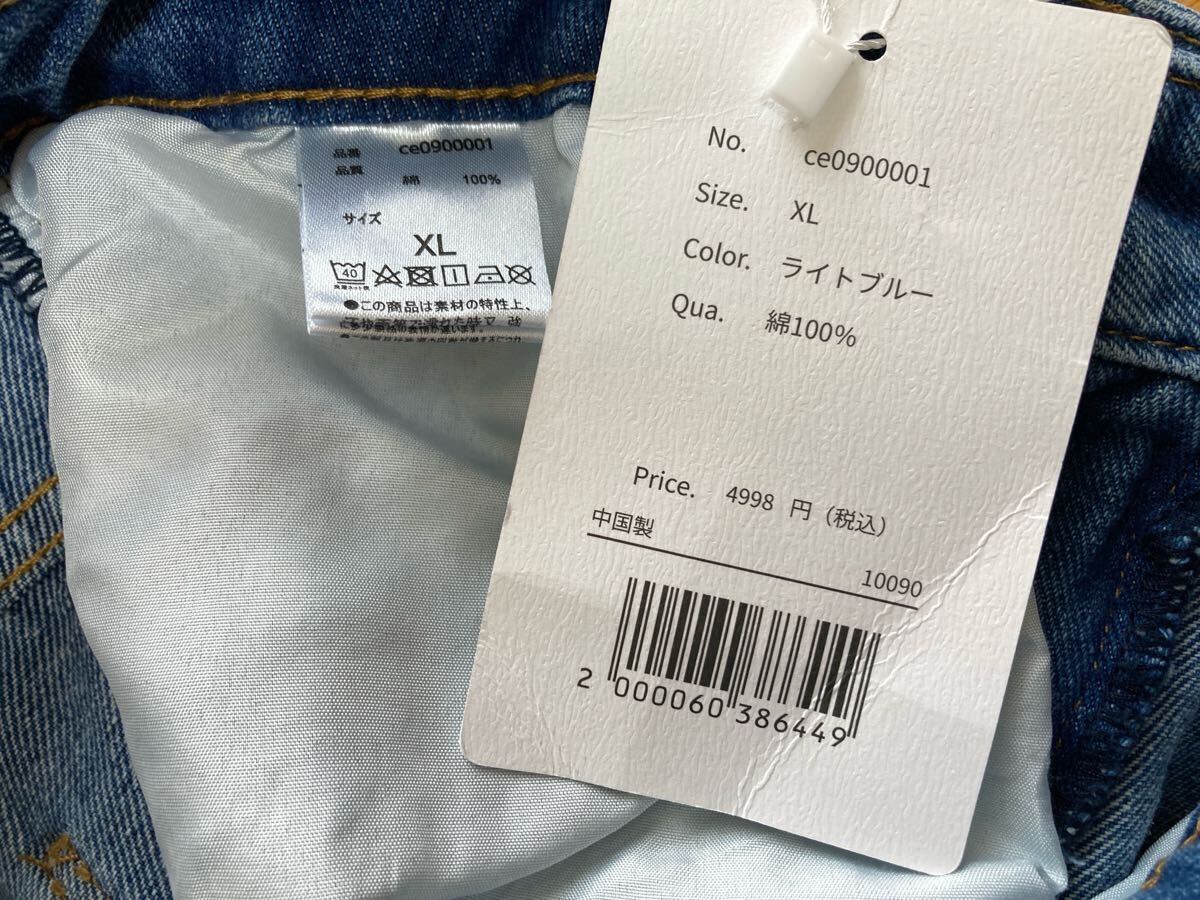 品番 ce0900001
品質 綿 100%
サイズ
XL
40
●この商品は素材の特性上、
No. ce0900001
Size. XL
Color. ライトブルー
Qua. 綿100%
Price. 4998 円（税込）
中国製
10090
2 000060 386449